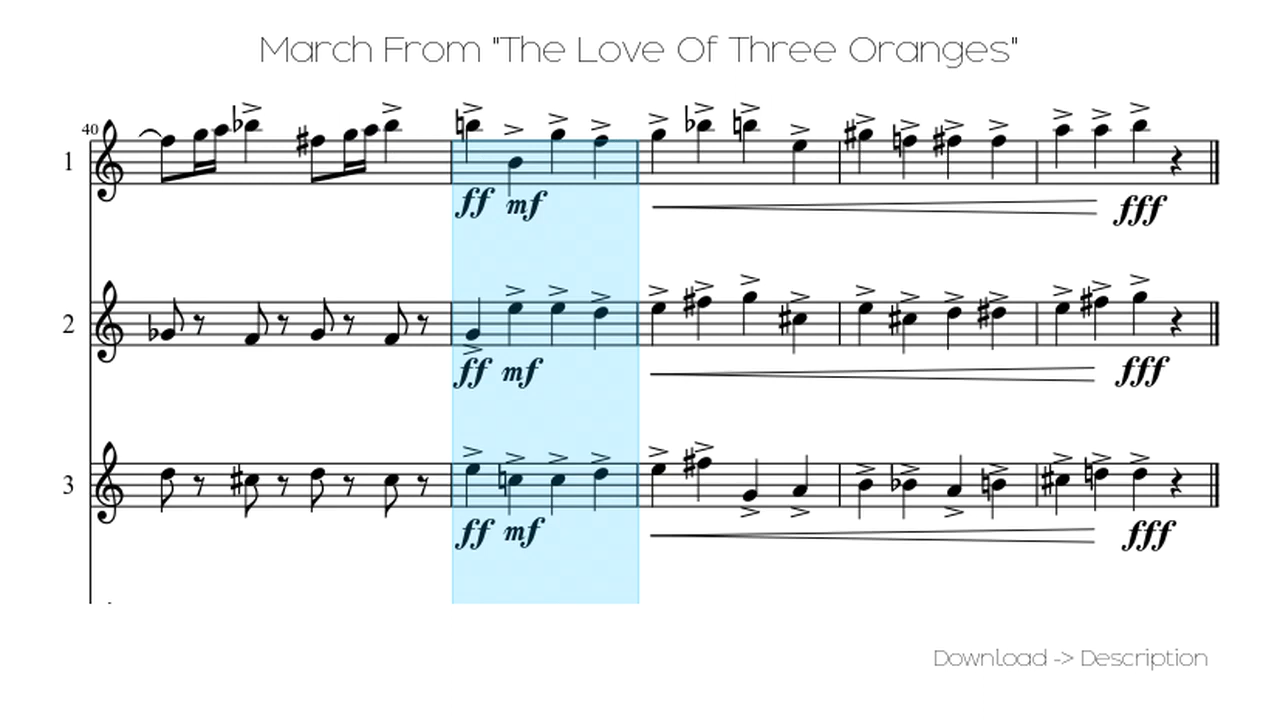 March From "The Love Of Three Oranges"
40
1
ff mf fff
2
ff mf fff
3
ff mf fff
Download -> Description